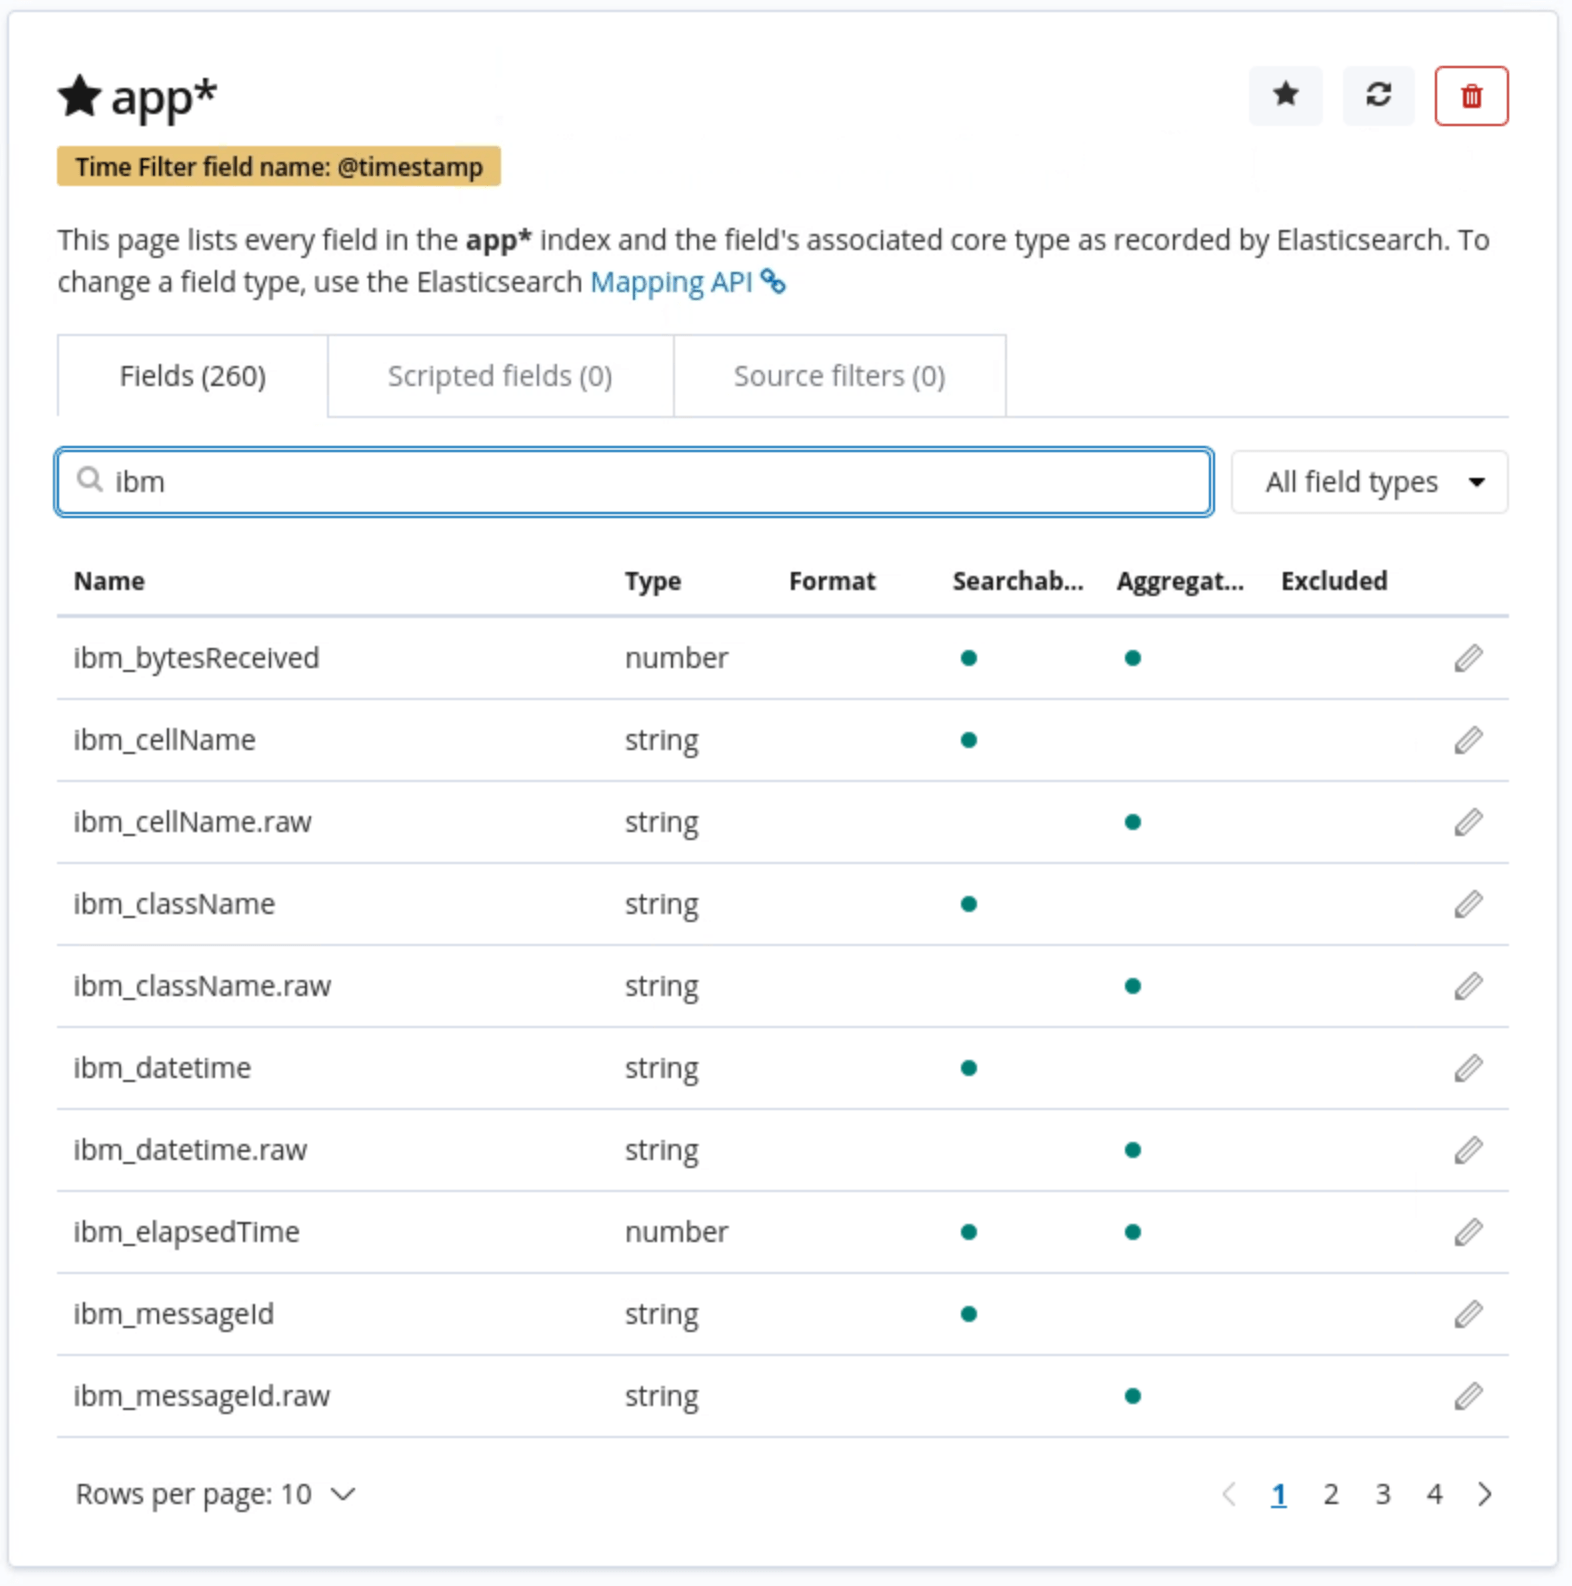 app*
Time Filter field name: @timestamp
This page lists every field in the app* index and the field's associated core type as recorded by Elasticsearch. To
change a field type, use the Elasticsearch Mapping API
Fields (260) Scripted fields (0) Source filters (0)
ibm All field types
Name Type Format Searchab... Aggregat... Excluded
ibm_bytesReceived number
ibm_cellName string
ibm_cellName.raw string
ibm_className string
ibm_className.raw string
ibm_datetime string
ibm_datetime.raw string
ibm_elapsedTime number
ibm_messageId string
ibm_messageId.raw string
Rows per page: 10 1 2 3 4